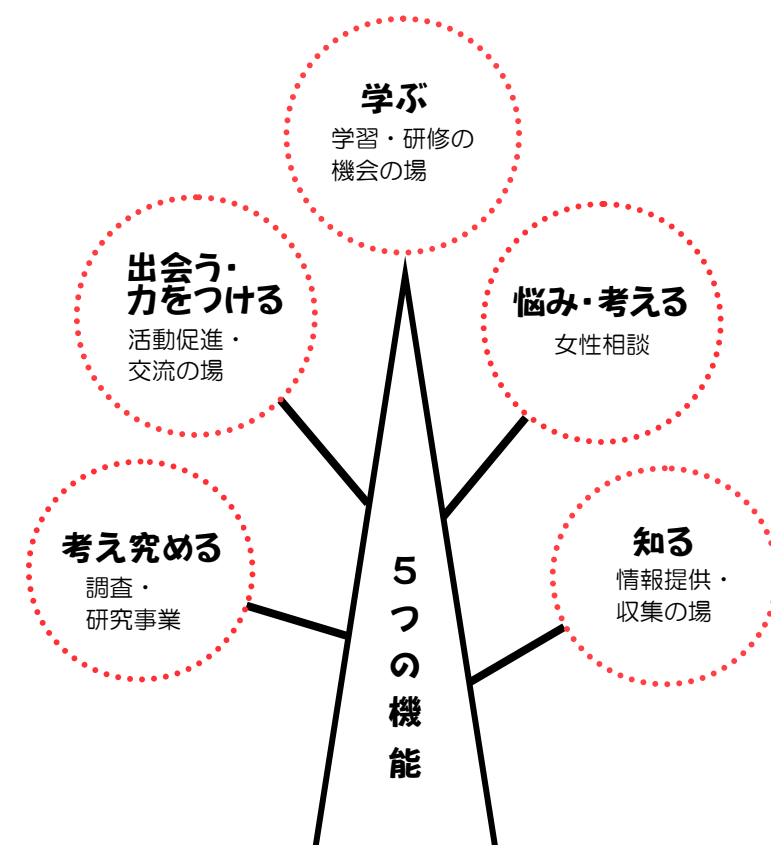 学ぶ
学習・研修の
機会の場
出会う・
力をつける
活動促進・
交流の場
悩み・考える
女性相談
考え究める
調査・
研究事業
知る
情報提供・
収集の場
5つの機能